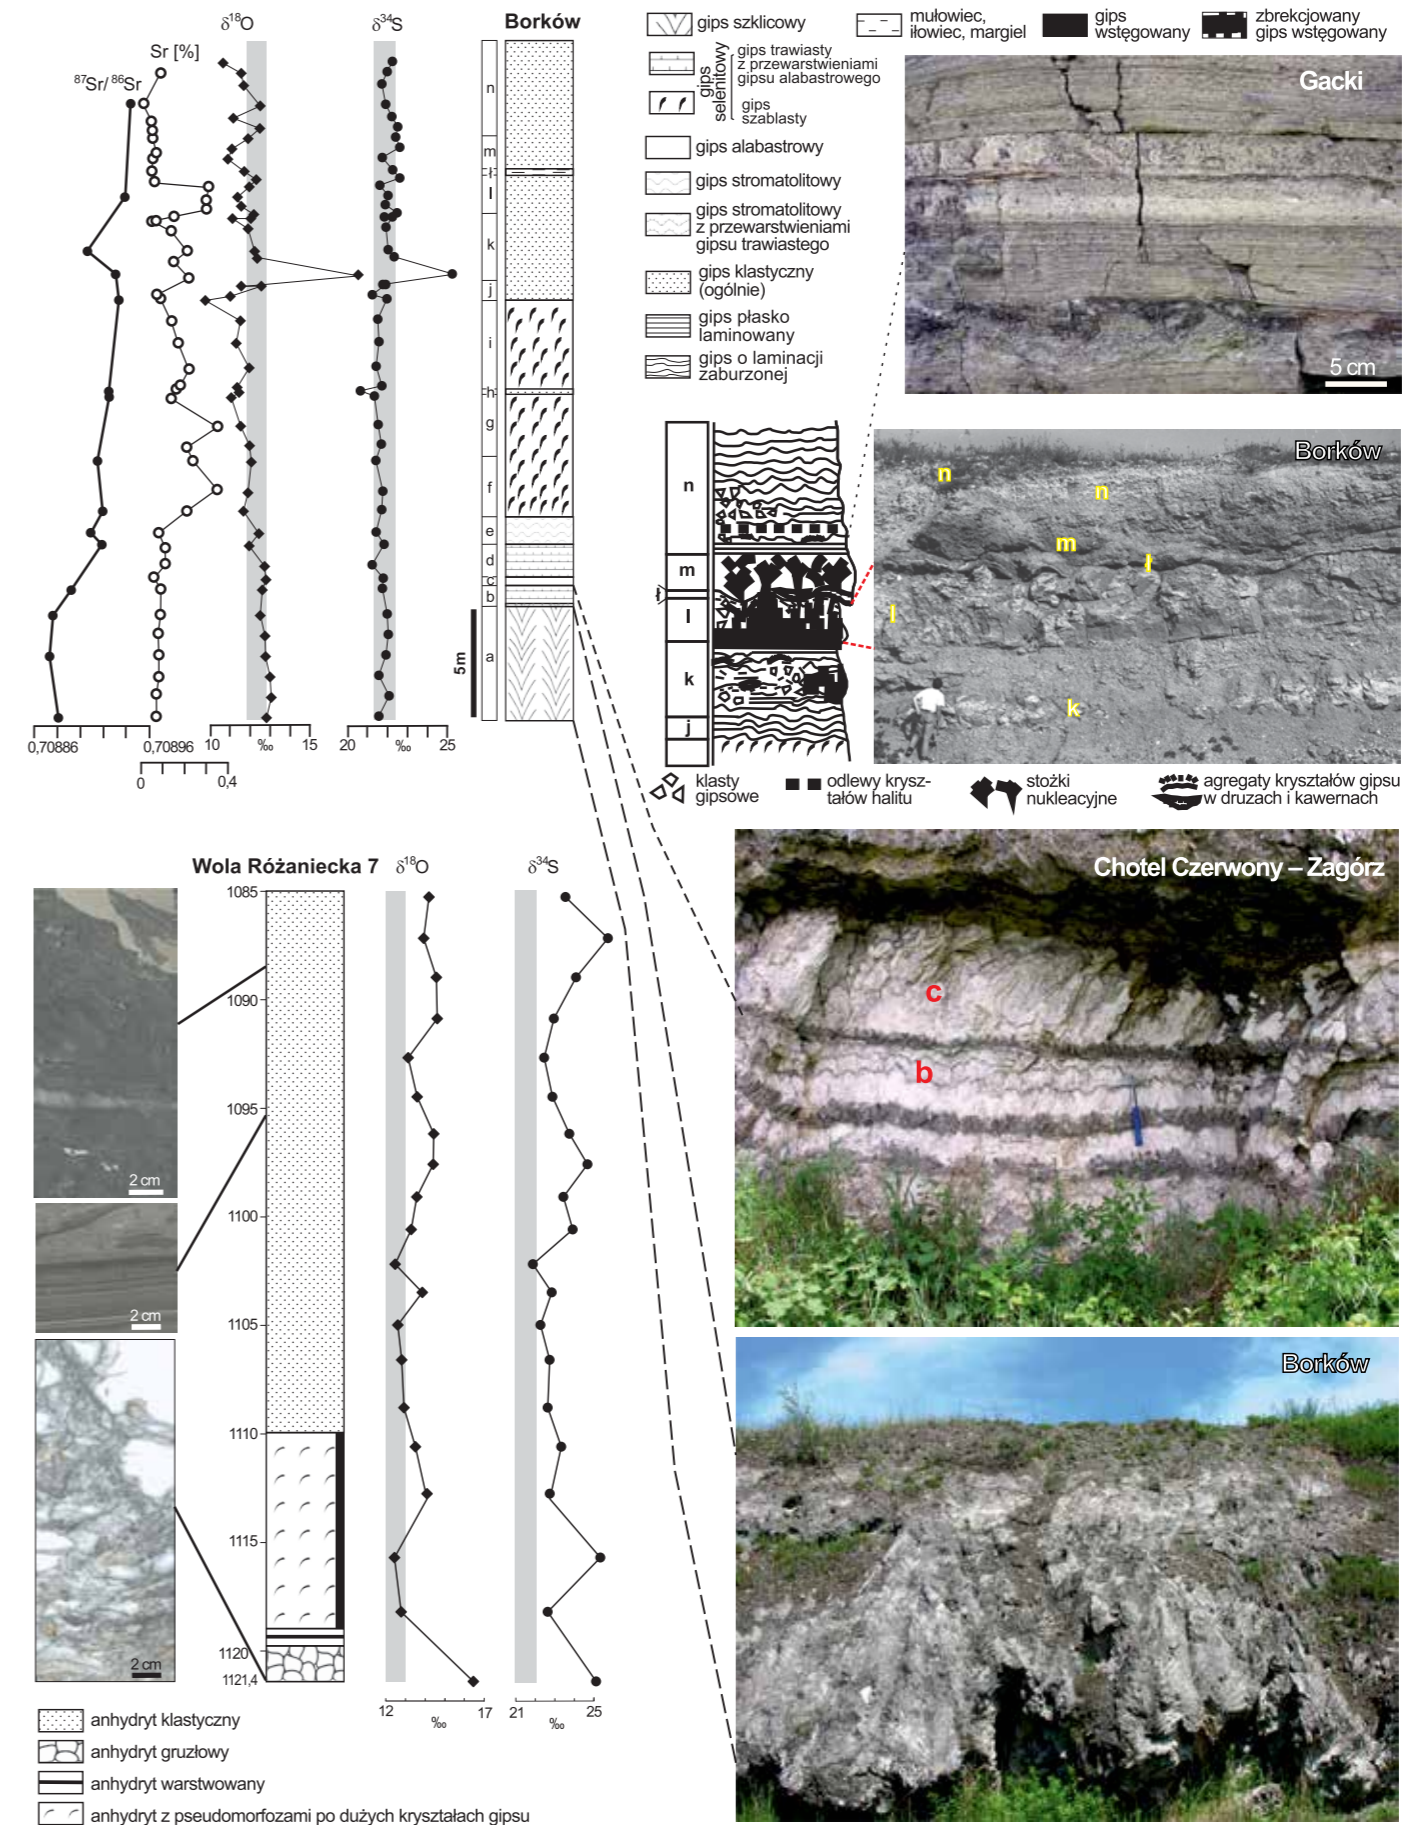 δ18O
δ34S
Borków
Sr [%]
87Sr/ 86Sr
n
m
ł
l
k
j
i
h
g
f
e
d
c
b
a
5 m
0,70886
0,70896
0
0,4
10
‰
15
20
‰
25
gips szklicowy
gips selenitowy
gips trawiasty
z przewarstwieniami
gipsu alabastrowego
gips
szablasty
gips alabastrowy
gips stromatolitowy
gips stromatolitowy
z przewarstwieniami
gipsu trawiastego
gips klastyczny
(ogólnie)
gips płasko
laminowany
gips o laminacji
zaburzonej
mułowiec,
iłowiec, margiel
gips
wstęgowany
zbrekcjowany
gips wstęgowany
Gacki
5 cm
n
m
ł
l
k
j
Borków
n
n
m
ł
l
k
klasty
gipsowe
odlewy krysz-
tałów halitu
stożki
nukleacyjne
agregaty kryształów gipsu
w druzach i kawernach
Chotel Czerwony – Zagórz
c
b
Borków
Wola Różaniecka 7
δ18O
δ34S
1085
1090
1095
1100
1105
1110
1115
1120
1121,4
2 cm
2 cm
2 cm
12
‰
17
21
‰
25
anhydryt klastyczny
anhydryt gruzłowy
anhydryt warstwowany
anhydryt z pseudomorfozami po dużych kryształach gipsu